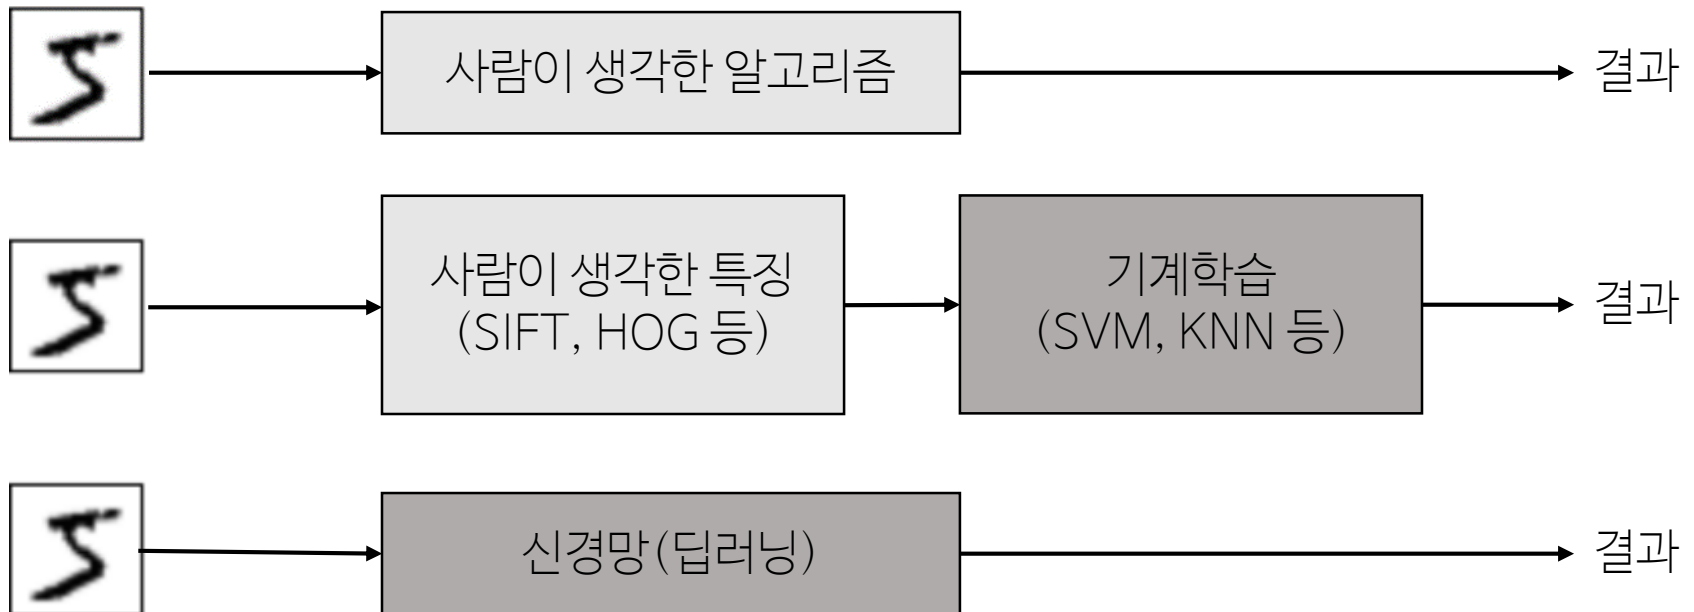 사람이 생각한 알고리즘
결과
사람이 생각한 특징
(SIFT, HOG 등)
기계학습
(SVM, KNN 등)
결과
신경망(딥러닝)
결과